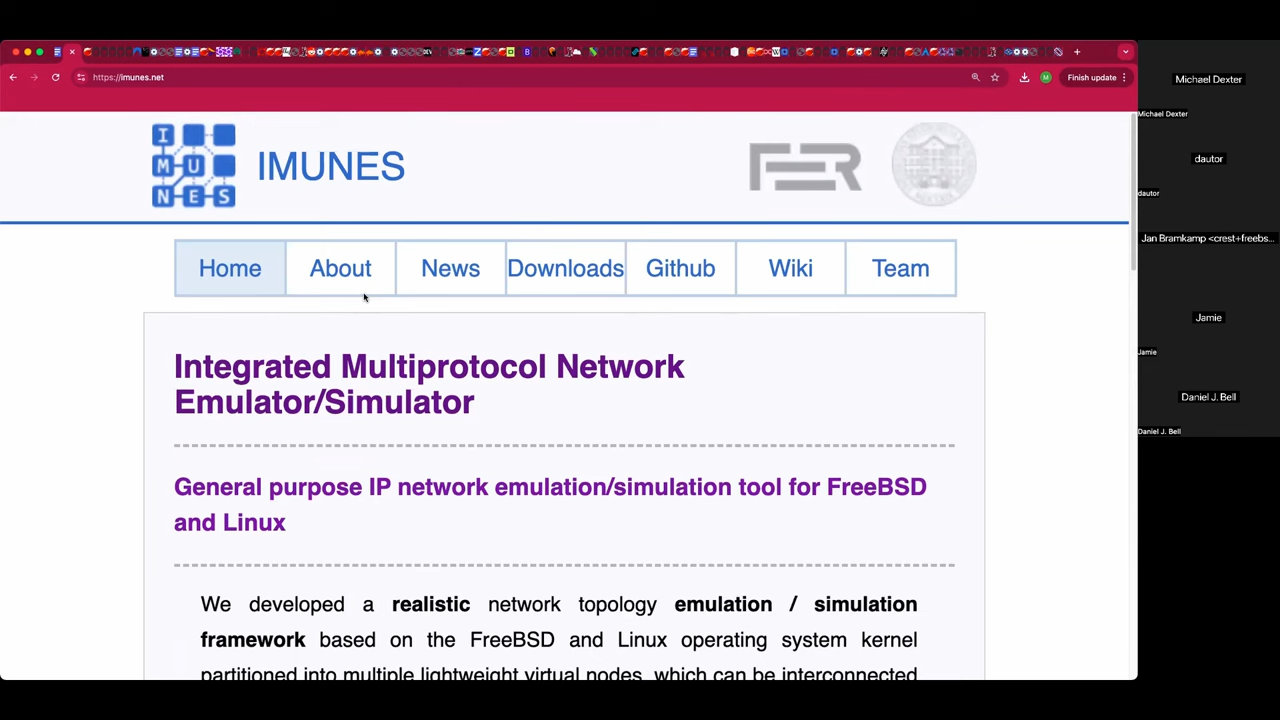 https://imunes.net
Finish update
I
M U
N E S
IMUNES
FER
Home
About
News
Downloads
Github
Wiki
Team
Integrated Multiprotocol Network
Emulator/Simulator
General purpose IP network emulation/simulation tool for FreeBSD
and Linux
We developed a realistic network topology emulation / simulation
framework based on the FreeBSD and Linux operating system kernel
partitioned into multiple lightweight virtual nodes, which can be interconnected
Michael Dexter
Michael Dexter
dautor
dautor
Jan Bramkamp <crest+freebs...
Jamie
Jamie
Daniel J. Bell
Daniel J. Bell